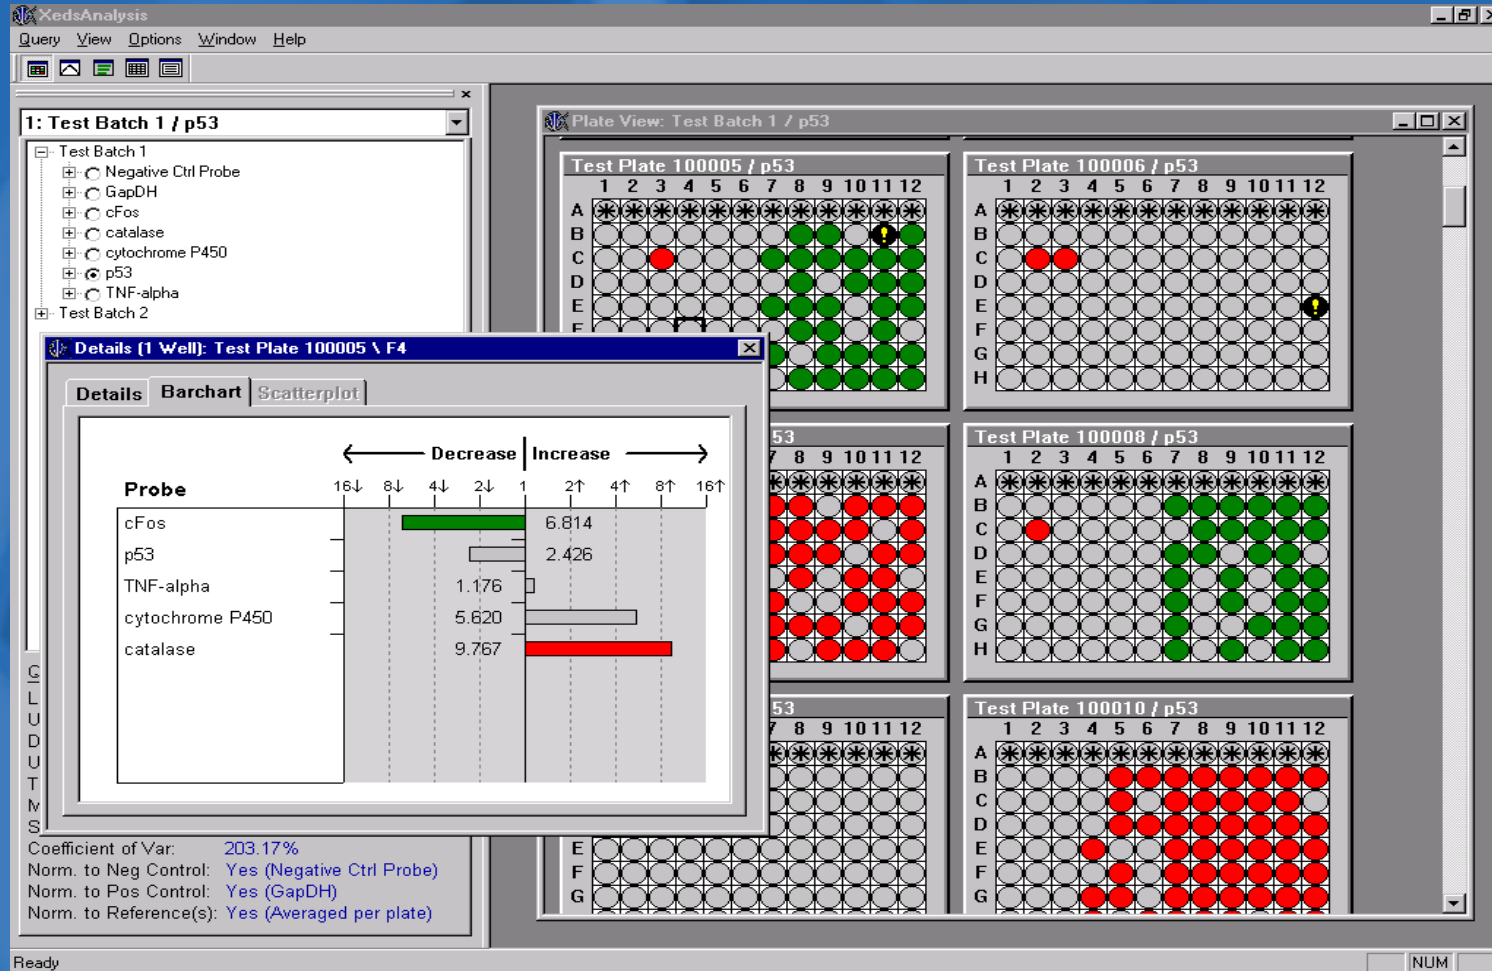 XedsAnalysis
Query View Options Window Help
1: Test Batch 1 / p53
Test Batch 1
Negative Ctrl Probe
GapDH
cFos
catalase
cytochrome P450
p53
TNF-alpha
Test Batch 2
Plate View: Test Batch 1 / p53
Test Plate 100005 / p53
1 2 3 4 5 6 7 8 9 10 11 12
A
B
C
D
E
F
Test Plate 100006 / p53
1 2 3 4 5 6 7 8 9 10 11 12
A
B
C
D
E
F
G
H
Details (1 Well): Test Plate 100005 \ F4
Details Barchart Scatterplot
Decrease Increase
Probe 16↓ 8↓ 4↓ 2↓ 1 2↑ 4↑ 8↑ 16↑
cFos 6.814
p53 2.426
TNF-alpha 1.176
cytochrome P450 5.620
catalase 9.767
53
7 8 9 10 11 12
Test Plate 100008 / p53
1 2 3 4 5 6 7 8 9 10 11 12
A
B
C
D
E
F
G
H
L
U
D
U
T
M
S
Coefficient of Var: 203.17%
Norm. to Neg Control: Yes (Negative Ctrl Probe)
Norm. to Pos Control: Yes (GapDH)
Norm. to Reference(s): Yes (Averaged per plate)
53
7 8 9 10 11 12
E
F
G
Test Plate 100010 / p53
1 2 3 4 5 6 7 8 9 10 11 12
A
B
C
D
E
F
G
Ready
NUM